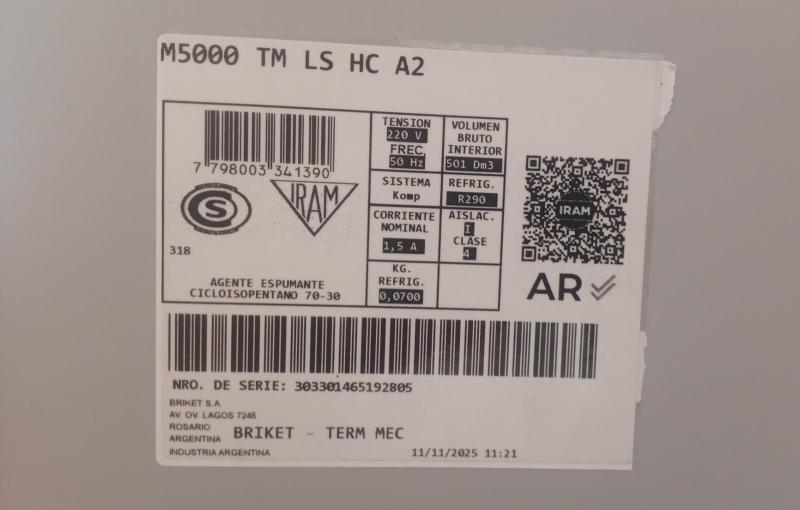 M5000 TM LS HC A2
7 798003 341390
IRAM
S
318
AGENTE ESPUMANTE
CICLOISOPENTANO 70-30
TENSION
220 V
FREC.
50 Hz
VOLUMEN
BRUTO
INTERIOR
501 Dm3
SISTEMA
Komp
REFRIG.
R290
CORRIENTE
NOMINAL
1,5 A
AISLAC.
I
CLASE
4
KG.
REFRIG.
0,0700
IRAM
AR
NRO. DE SERIE: 303301465192805
BRIKET S.A.
AV. OV. LAGOS 7245
ROSARIO
ARGENTINA
INDUSTRIA ARGENTINA
BRIKET - TERM MEC
11/11/2025 11:21